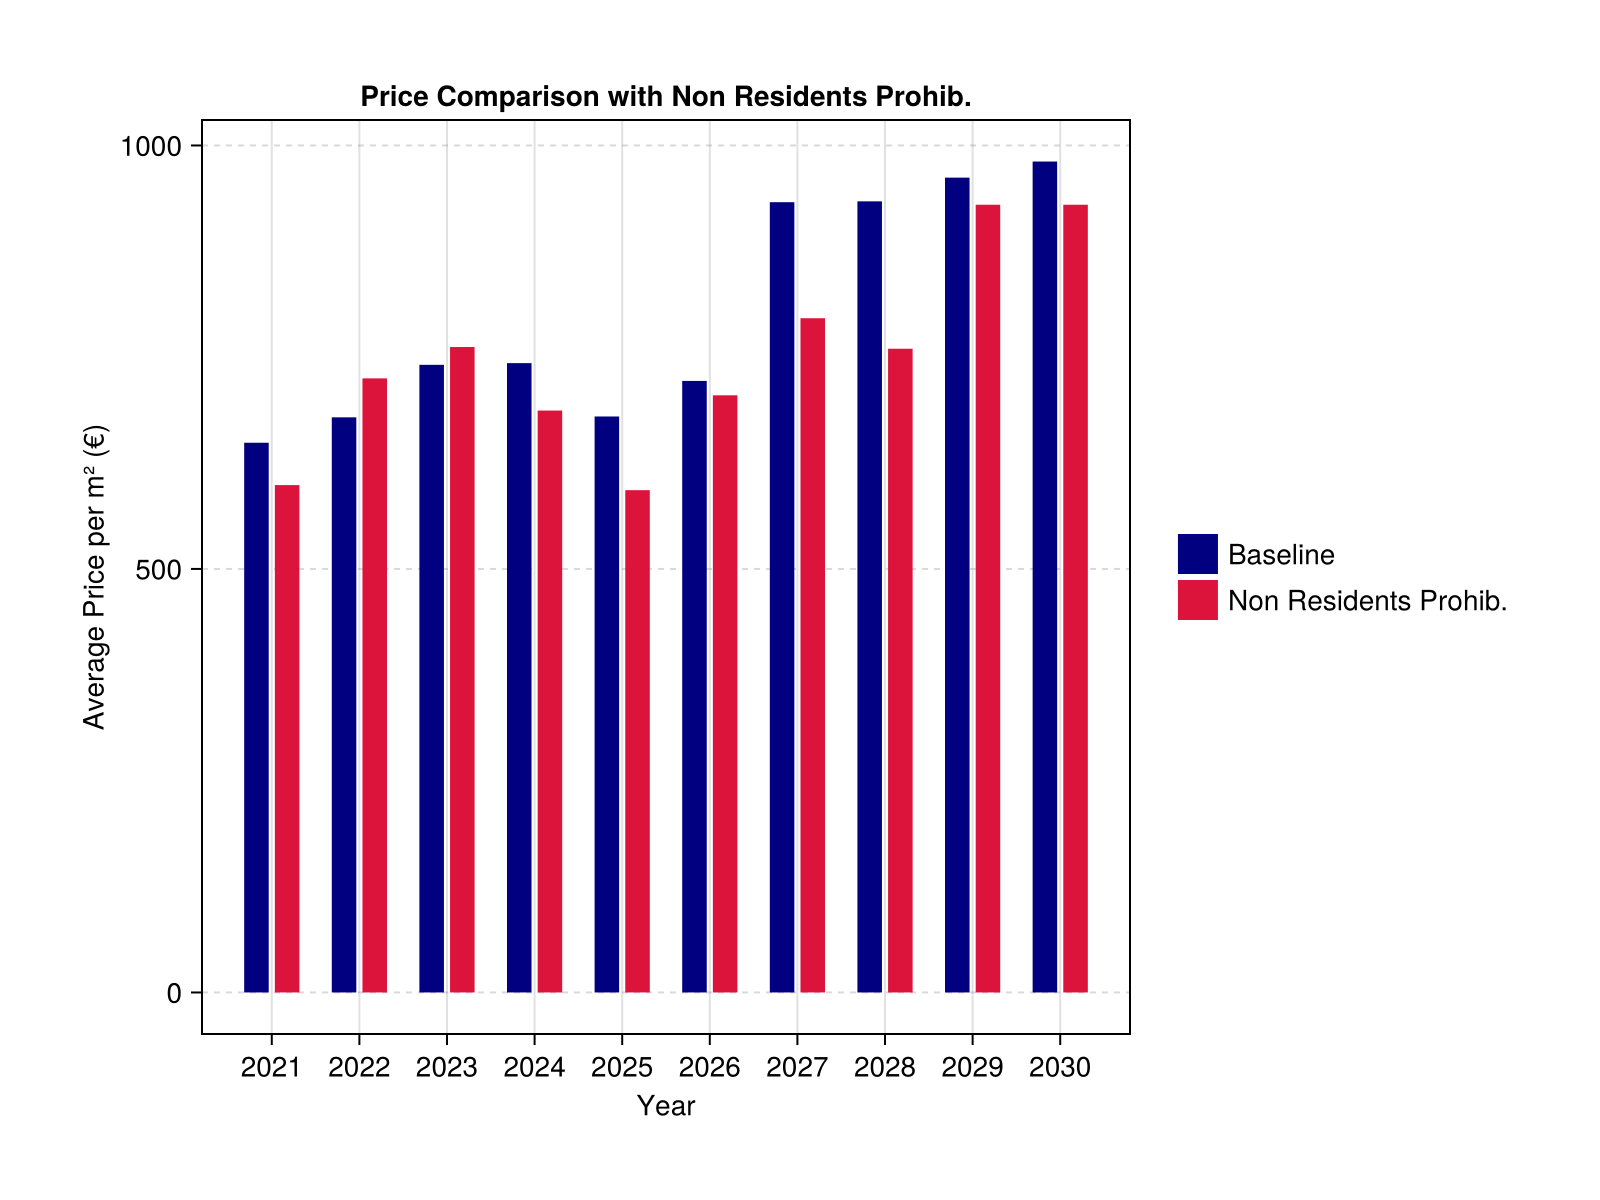 Price Comparison with Non Residents Prohib.
1000
500
0
Average Price per m² (€)
2021 2022 2023 2024 2025 2026 2027 2028 2029 2030
Year
Baseline
Non Residents Prohib.